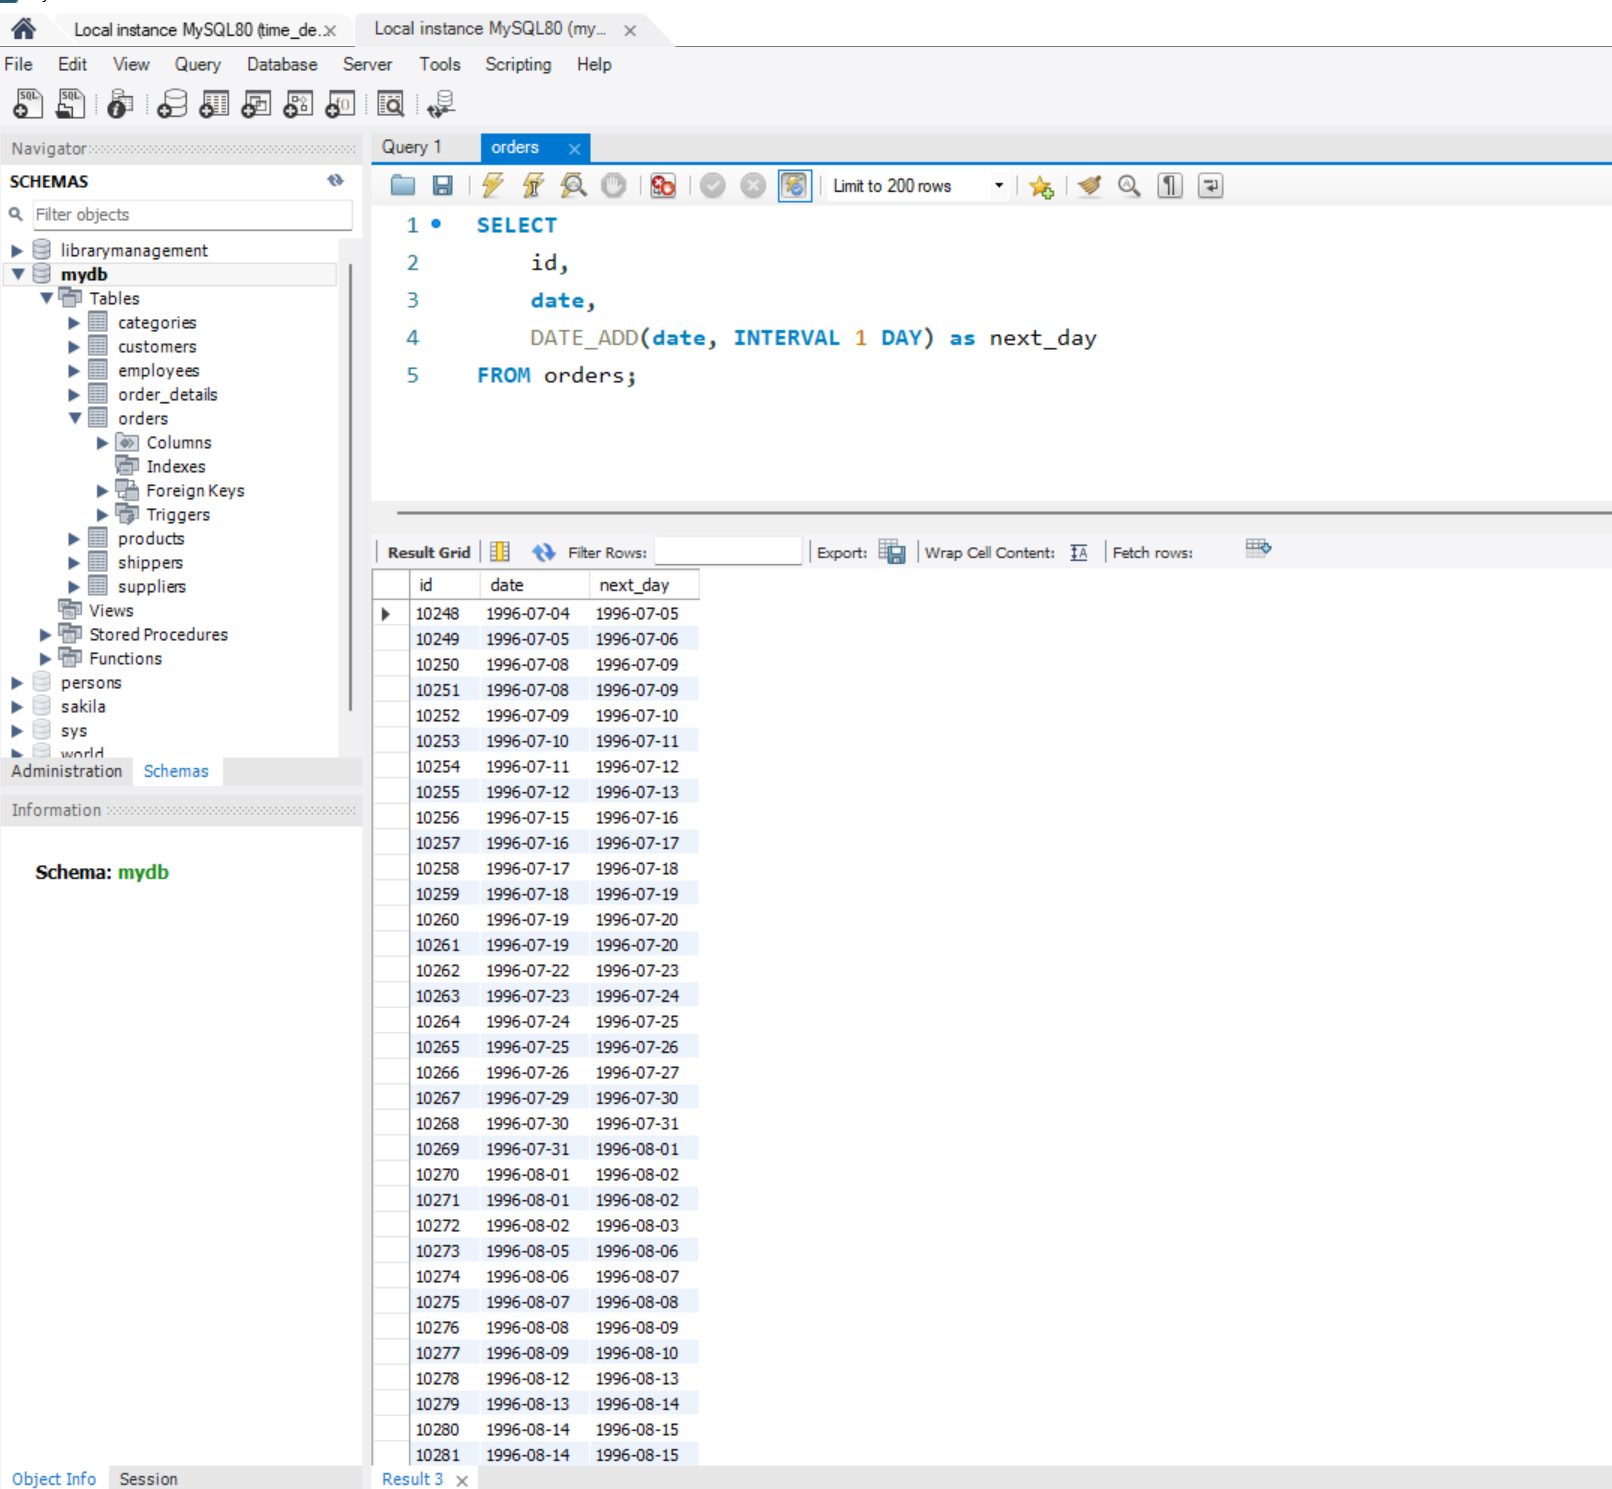 Local instance MySQL80 (time_de..
Local instance MySQL80 (my...
File Edit View Query Database Server Tools Scripting Help
SQL SQL
Navigator
Query 1
orders
SCHEMAS
Limit to 200 rows
Filter objects
librarymanagement
mydb
Tables
categories
customers
employees
order_details
orders
Columns
Indexes
Foreign Keys
Triggers
products
shippers
suppliers
Views
Stored Procedures
Functions
persons
sakila
sys
world
Administration Schemas
Information
Schema: mydb
Object Info Session
1 SELECT
2 id,
3 date,
4 DATE_ADD(date, INTERVAL 1 DAY) as next_day
5 FROM orders;
Result Grid Filter Rows: Export: Wrap Cell Content: Fetch rows:
id date next_day
10248 1996-07-04 1996-07-05
10249 1996-07-05 1996-07-06
10250 1996-07-08 1996-07-09
10251 1996-07-08 1996-07-09
10252 1996-07-09 1996-07-10
10253 1996-07-10 1996-07-11
10254 1996-07-11 1996-07-12
10255 1996-07-12 1996-07-13
10256 1996-07-15 1996-07-16
10257 1996-07-16 1996-07-17
10258 1996-07-17 1996-07-18
10259 1996-07-18 1996-07-19
10260 1996-07-19 1996-07-20
10261 1996-07-19 1996-07-20
10262 1996-07-22 1996-07-23
10263 1996-07-23 1996-07-24
10264 1996-07-24 1996-07-25
10265 1996-07-25 1996-07-26
10266 1996-07-26 1996-07-27
10267 1996-07-29 1996-07-30
10268 1996-07-30 1996-07-31
10269 1996-07-31 1996-08-01
10270 1996-08-01 1996-08-02
10271 1996-08-01 1996-08-02
10272 1996-08-02 1996-08-03
10273 1996-08-05 1996-08-06
10274 1996-08-06 1996-08-07
10275 1996-08-07 1996-08-08
10276 1996-08-08 1996-08-09
10277 1996-08-09 1996-08-10
10278 1996-08-12 1996-08-13
10279 1996-08-13 1996-08-14
10280 1996-08-14 1996-08-15
10281 1996-08-14 1996-08-15
Result 3